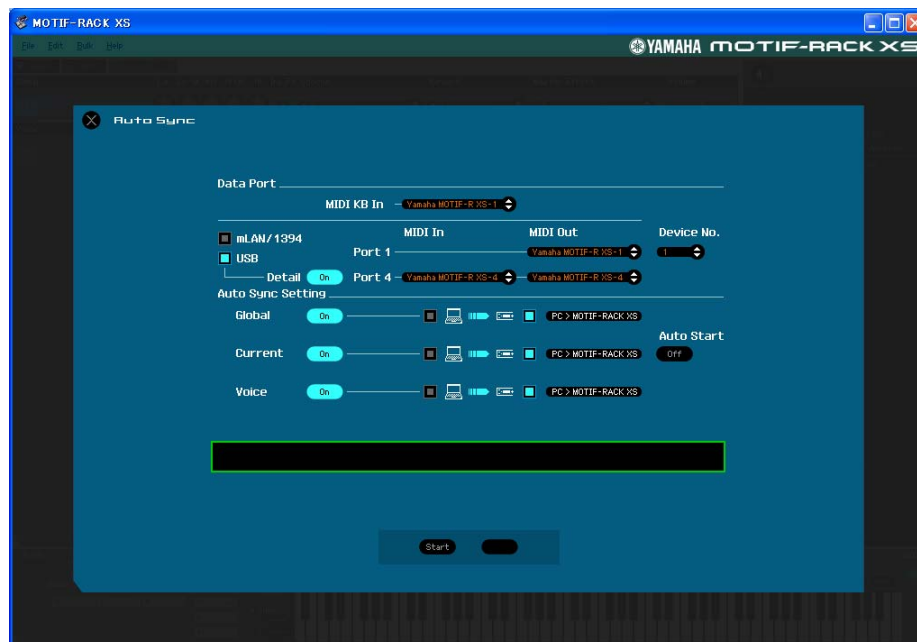 MOTIF-RACK XS
File Edit Bulk Help
YAMAHA MOTIF-RACK XS
Auto Sync
Data Port
MIDI KB In Yamaha MOTIF-R XS-1
MIDI In MIDI Out Device No.
mLAN/1394
Port 1 Yamaha MOTIF-R XS-1 1
USB
Detail On Port 4 Yamaha MOTIF-R XS-4 Yamaha MOTIF-R XS-4
Auto Sync Setting
Global On PC > MOTIF-RACK XS
Auto Start
Current On PC > MOTIF-RACK XS Off
Voice On PC > MOTIF-RACK XS
Start